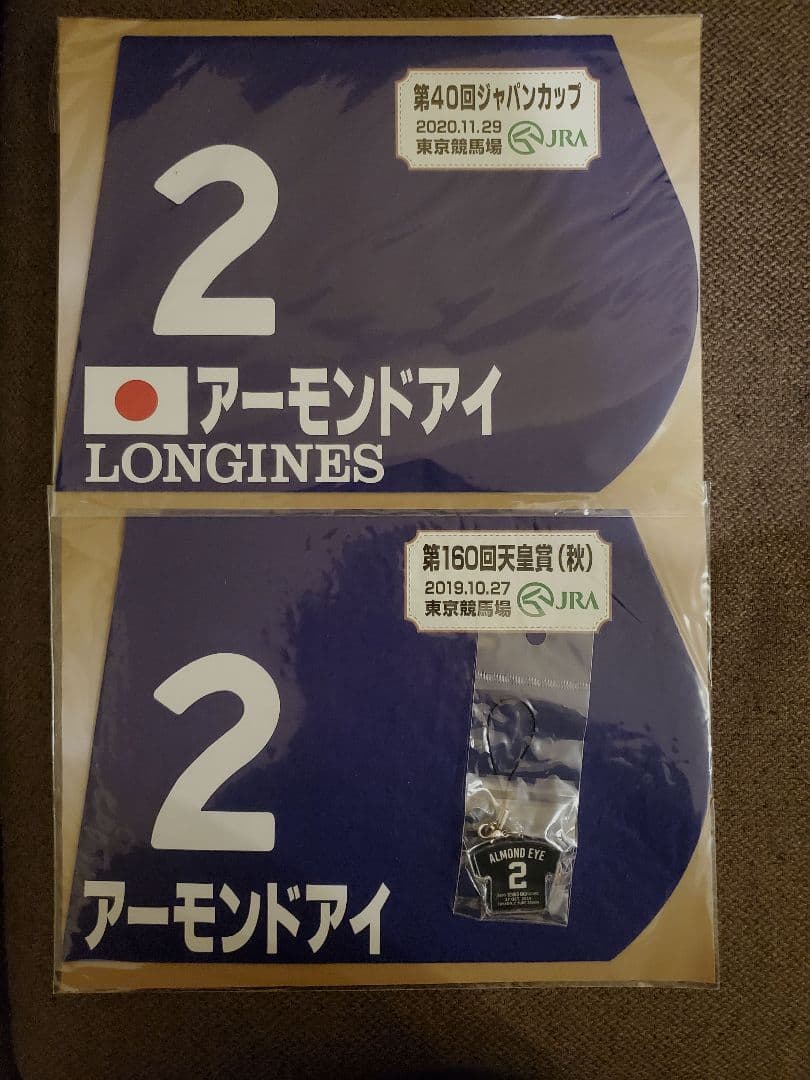 第40回ジャパンカップ
2020.11.29
東京競馬場 JRA
2
アーモンドアイ
LONGINES
第160回天皇賞(秋)
2019.10.27
東京競馬場 JRA
2
アーモンドアイ
ALMOND EYE
2